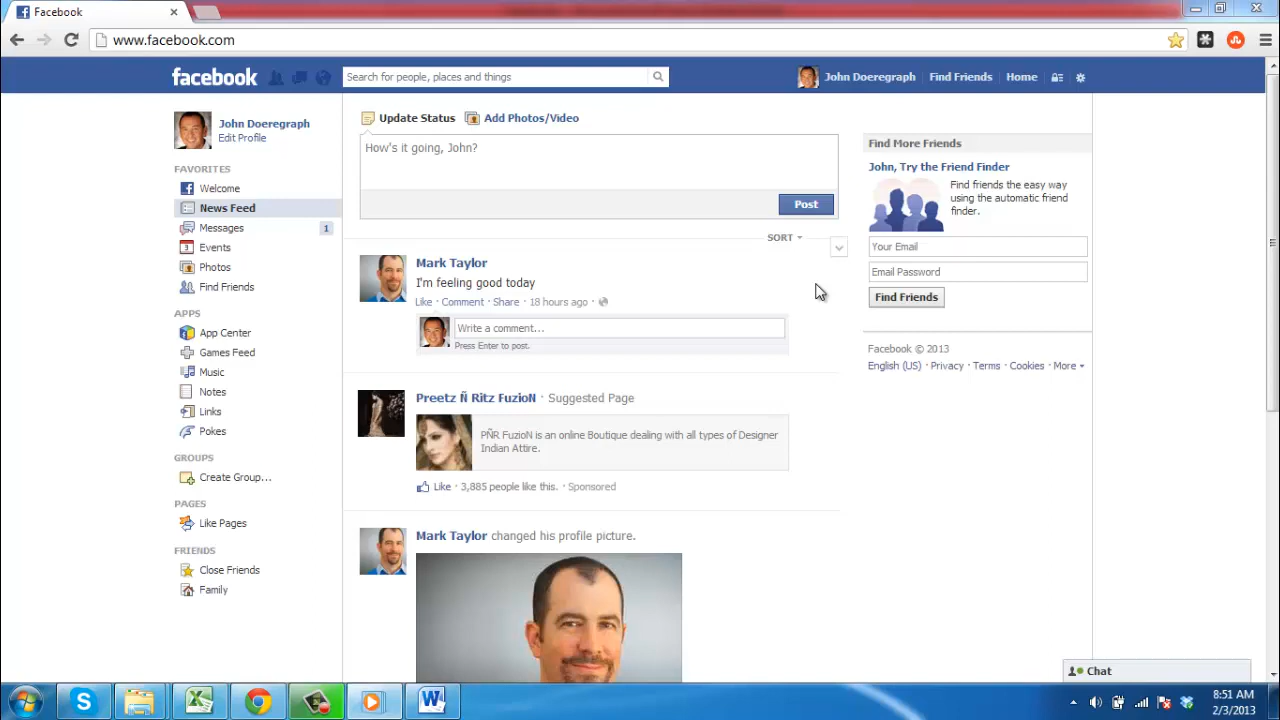 Facebook
www.facebook.com
facebook
Search for people, places and things
John Doeregraph
Find Friends
Home
John Doeregraph
Edit Profile
FAVORITES
Welcome
News Feed
Messages
1
Events
3
Photos
Find Friends
APPS
App Center
Games Feed
Music
Notes
Links
Pokes
GROUPS
Create Group...
PAGES
Like Pages
FRIENDS
Close Friends
Family
Update Status
Add Photos/Video
How's it going, John?
Post
SORT
Mark Taylor
I'm feeling good today
Like · Comment · Share · 18 hours ago ·
Write a comment...
Press Enter to post.
Preetz Ñ Ritz FuzioN · Suggested Page
PÑR FuzioN is an online Boutique dealing with all types of Designer
Indian Attire.
Like · 3,885 people like this. · Sponsored
Mark Taylor changed his profile picture.
Find More Friends
John, Try the Friend Finder
Find friends the easy way
using the automatic friend
finder.
Your Email
Email Password
Find Friends
Facebook © 2013
English (US) · Privacy · Terms · Cookies · More
Chat
8:51 AM
2/3/2013